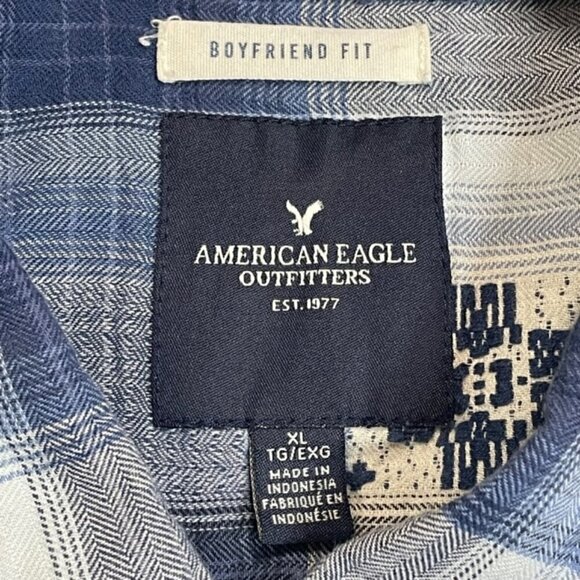 BOYFRIEND FIT
AMERICAN EAGLE
OUTFITTERS
EST. 1977
XL
TG/EXG
MADE IN
INDONESIA
FABRIQUÉ EN
INDONÉSIE